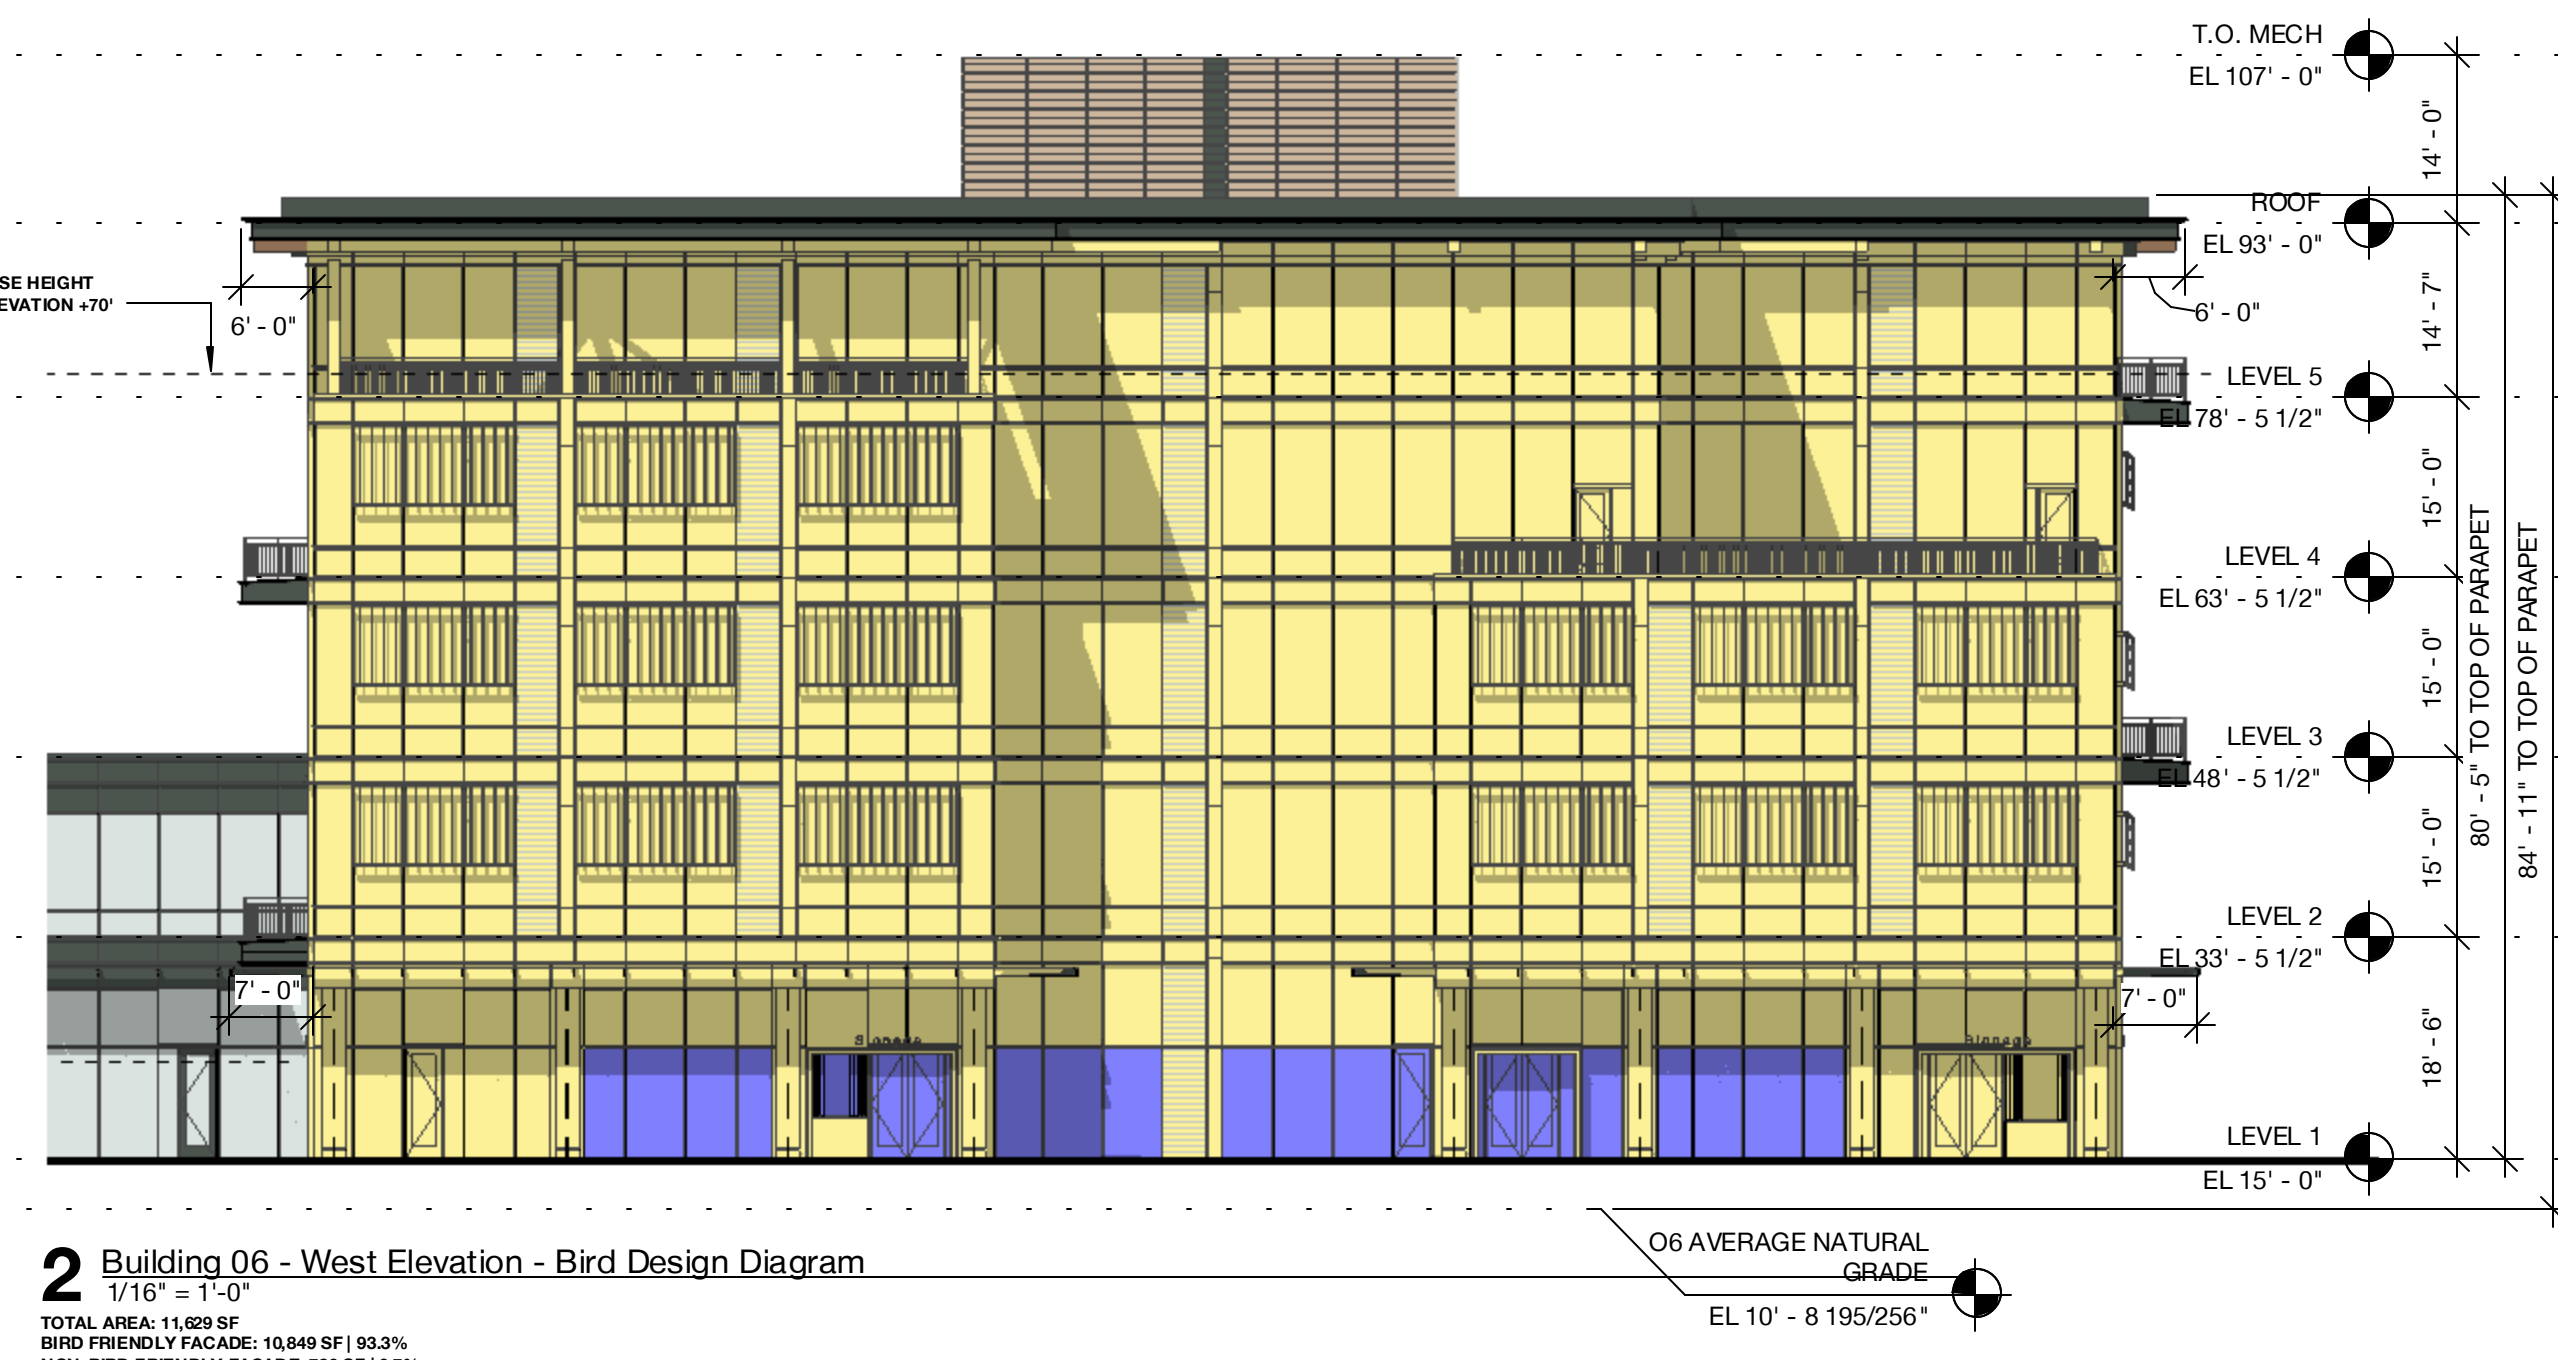 T.O. MECH
EL 107' - 0"
14' - 0"
ROOF
EL 93' - 0"
SE HEIGHT
EVATION +70'
6' - 0"
6' - 0"
14' - 7"
LEVEL 5
EL 78' - 5 1/2"
15' - 0"
LEVEL 4
EL 63' - 5 1/2"
15' - 0"
80' - 5" TO TOP OF PARAPET
84' - 11" TO TOP OF PARAPET
LEVEL 3
EL 48' - 5 1/2"
15' - 0"
LEVEL 2
EL 33' - 5 1/2"
7' - 0"
7' - 0"
Signage
Signage
18' - 6"
LEVEL 1
EL 15' - 0"
O6 AVERAGE NATURAL
GRADE
EL 10' - 8 195/256"
2 Building 06 - West Elevation - Bird Design Diagram
1/16" = 1'-0"
TOTAL AREA: 11,629 SF
BIRD FRIENDLY FACADE: 10,849 SF | 93.3%